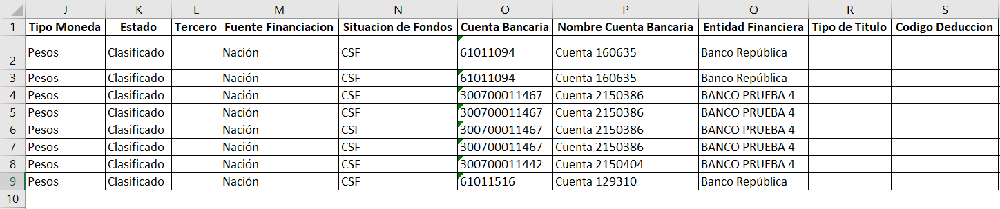 J K L M N O P Q R S
1 Tipo Moneda Estado Tercero Fuente Financiacion Situacion de Fondos Cuenta Bancaria Nombre Cuenta Bancaria Entidad Financiera Tipo de Titulo Codigo Deduccion
2 Pesos Clasificado Nación CSF 61011094 Cuenta 160635 Banco República
3 Pesos Clasificado Nación CSF 61011094 Cuenta 160635 Banco República
4 Pesos Clasificado Nación CSF 300700011467 Cuenta 2150386 BANCO PRUEBA 4
5 Pesos Clasificado Nación CSF 300700011467 Cuenta 2150386 BANCO PRUEBA 4
6 Pesos Clasificado Nación CSF 300700011467 Cuenta 2150386 BANCO PRUEBA 4
7 Pesos Clasificado Nación CSF 300700011467 Cuenta 2150386 BANCO PRUEBA 4
8 Pesos Clasificado Nación CSF 300700011442 Cuenta 2150404 BANCO PRUEBA 4
9 Pesos Clasificado Nación CSF 61011516 Cuenta 129310 Banco República
10